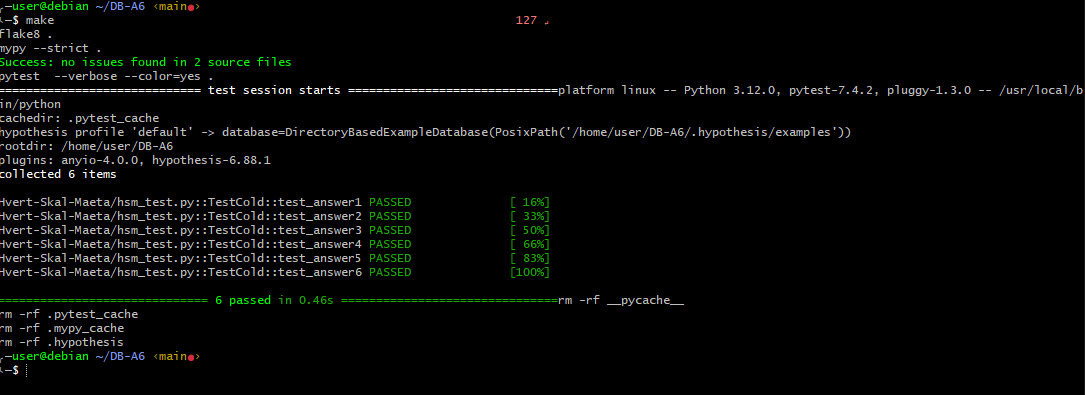 ╭─user@debian ~/DB-A6 ‹main●›
╰─$ make 127 ↵
flake8 .
mypy --strict .
Success: no issues found in 2 source files
pytest  --verbose --color=yes .
============================= test session starts ==============================platform linux -- Python 3.12.0, pytest-7.4.2, pluggy-1.3.0 -- /usr/local/b
in/python
cachedir: .pytest_cache
hypothesis profile 'default' -> database=DirectoryBasedExampleDatabase(PosixPath('/home/user/DB-A6/.hypothesis/examples'))
rootdir: /home/user/DB-A6
plugins: anyio-4.0.0, hypothesis-6.88.1
collected 6 items
Hvert-Skal-Maeta/hsm_test.py::TestCold::test_answer1 PASSED [ 16%]
Hvert-Skal-Maeta/hsm_test.py::TestCold::test_answer2 PASSED [ 33%]
Hvert-Skal-Maeta/hsm_test.py::TestCold::test_answer3 PASSED [ 50%]
Hvert-Skal-Maeta/hsm_test.py::TestCold::test_answer4 PASSED [ 66%]
Hvert-Skal-Maeta/hsm_test.py::TestCold::test_answer5 PASSED [ 83%]
Hvert-Skal-Maeta/hsm_test.py::TestCold::test_answer6 PASSED [100%]
============================== 6 passed in 0.46s ===============================rm -rf __pycache__
rm -rf .pytest_cache
rm -rf .mypy_cache
rm -rf .hypothesis
╭─user@debian ~/DB-A6 ‹main●›
╰─$